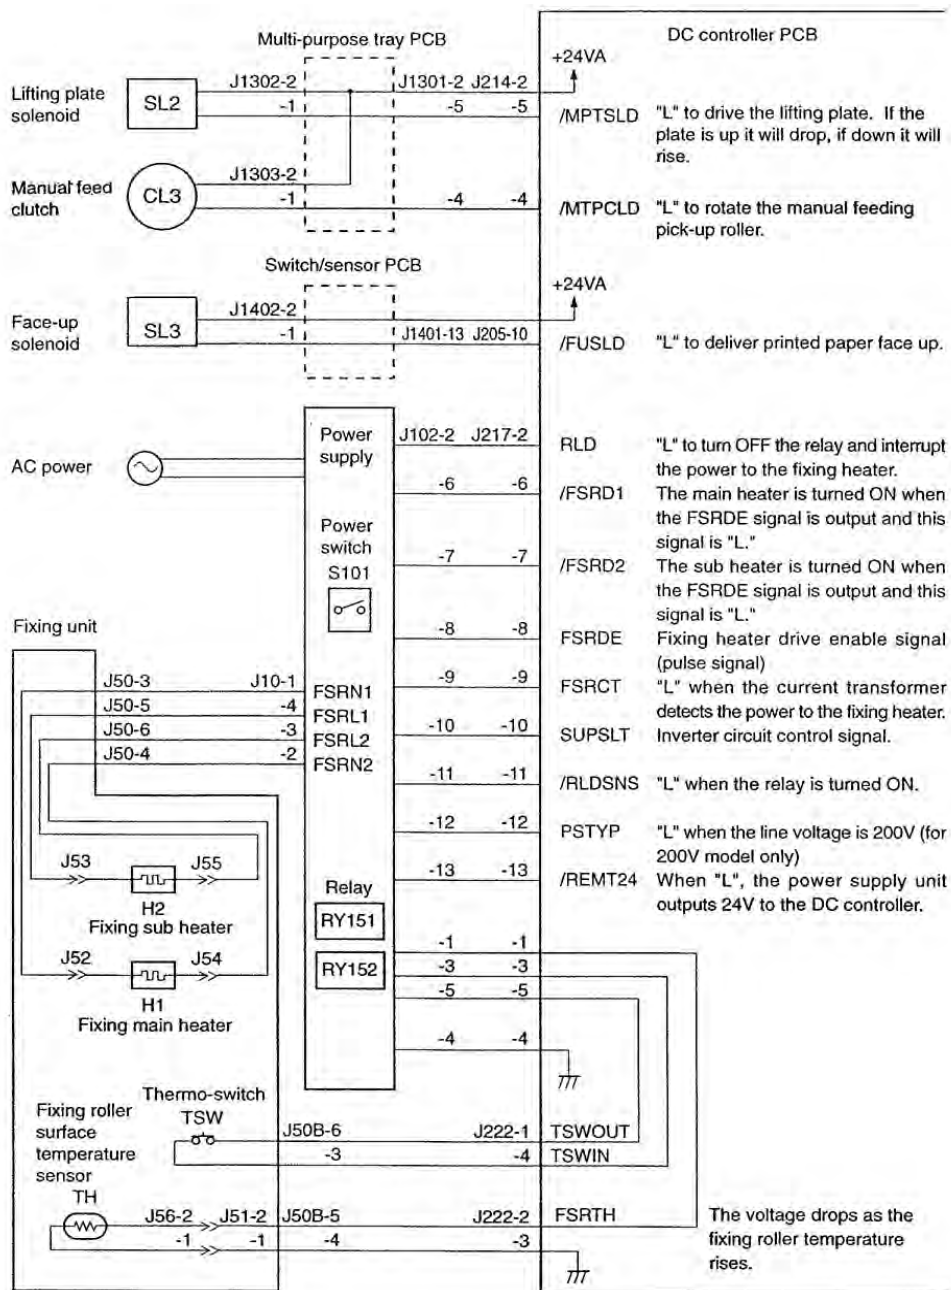 Multi-purpose tray PCB
DC controller PCB
+24VA
Lifting plate
solenoid
SL2
J1302-2
J1301-2 J214-2
-1
-5
-5
/MPTSLD
"L" to drive the lifting plate. If the
plate is up it will drop, if down it will
rise.
Manual feed
clutch
CL3
J1303-2
-1
-4
-4
/MTPCLD
"L" to rotate the manual feeding
pick-up roller.
Switch/sensor PCB
+24VA
Face-up
solenoid
SL3
J1402-2
-1
J1401-13 J205-10
/FUSLD
"L" to deliver printed paper face up.
AC power
Power
supply
J102-2 J217-2
RLD
"L" to turn OFF the relay and interrupt
the power to the fixing heater.
-6
-6
/FSRD1
The main heater is turned ON when
the FSRDE signal is output and this
signal is "L."
Power
switch
S101
-7
-7
/FSRD2
The sub heater is turned ON when
the FSRDE signal is output and this
signal is "L."
-8
-8
FSRDE
Fixing heater drive enable signal
(pulse signal)
-9
-9
FSRCT
"L" when the current transformer
detects the power to the fixing heater.
-10
-10
SUPSLT
Inverter circuit control signal.
-11
-11
/RLDSNS
"L" when the relay is turned ON.
-12
-12
PSTYP
"L" when the line voltage is 200V (for
200V model only)
-13
-13
/REMT24
When "L", the power supply unit
outputs 24V to the DC controller.
Fixing unit
J50-3
J10-1
FSRN1
J50-5
-4
FSRL1
J50-6
-3
FSRL2
J50-4
-2
FSRN2
J53
J55
H2
Fixing sub heater
J52
J54
H1
Fixing main heater
Relay
RY151
RY152
-1
-1
-3
-3
-5
-5
-4
-4
Thermo-switch
TSW
J50B-6
J222-1
TSWOUT
-3
-4
TSWIN
Fixing roller
surface
temperature
sensor
TH
J56-2
J51-2
J50B-5
J222-2
FSRTH
-1
-1
-4
-3
The voltage drops as the
fixing roller temperature
rises.